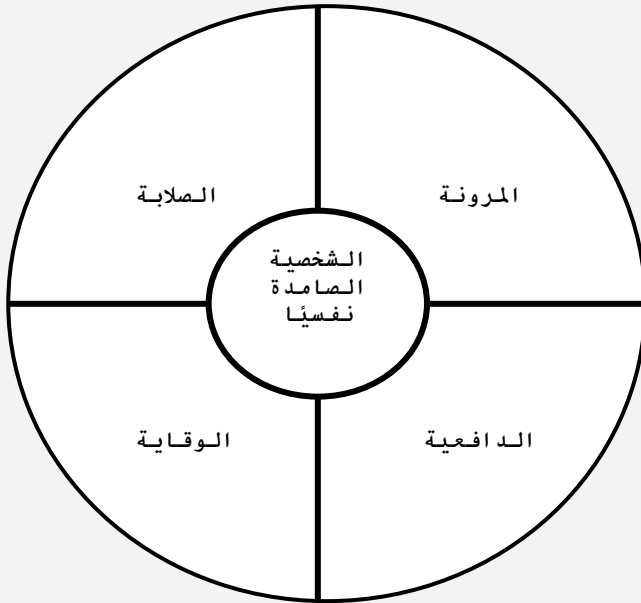 المرونة
الصلابة
الشخصية
الصامدة
نفسيًا
الدافعية
الوقاية